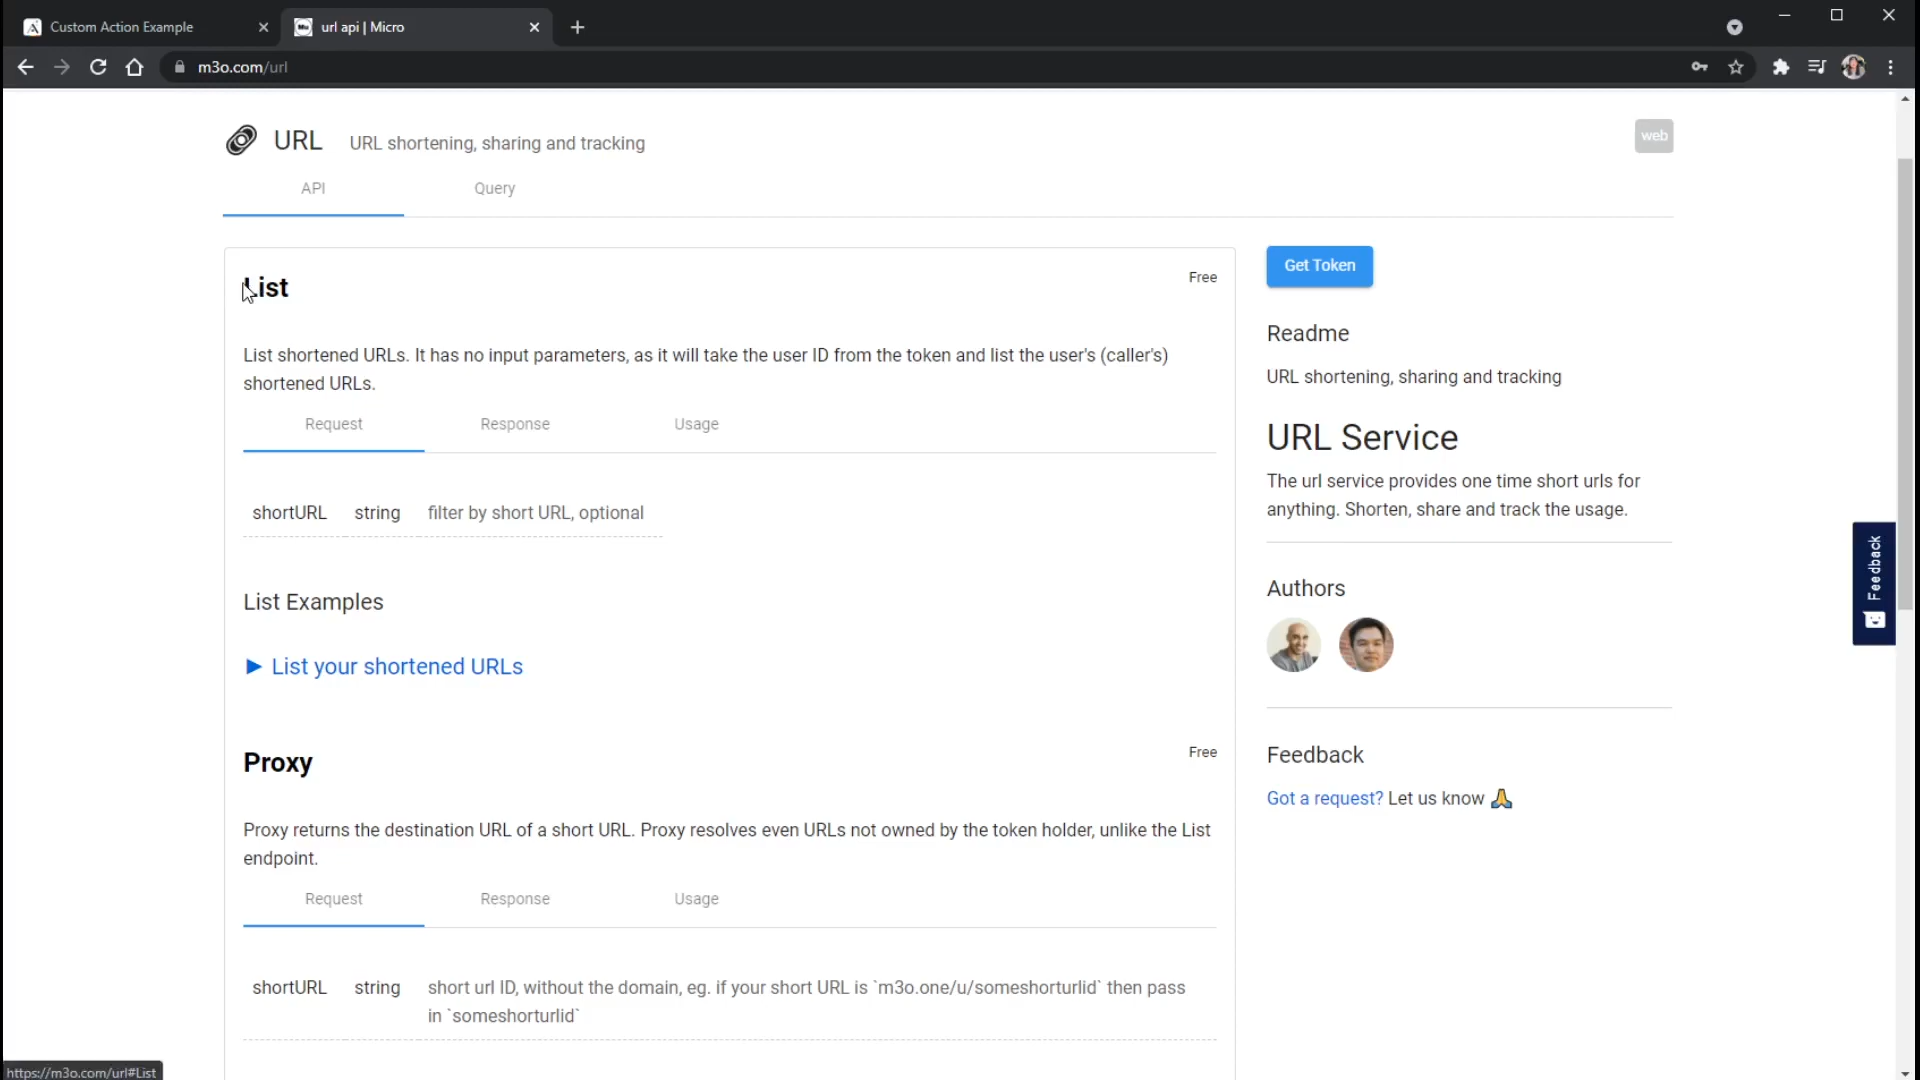 Custom Action Example
url api | Micro
m3o.com/url
URL
URL shortening, sharing and tracking
web
API
Query
List
Free
List shortened URLs. It has no input parameters, as it will take the user ID from the token and list the user's (caller's)
shortened URLs.
Request
Response
Usage
shortURL
string
filter by short URL, optional
List Examples
► List your shortened URLs
Proxy
Free
Proxy returns the destination URL of a short URL. Proxy resolves even URLs not owned by the token holder, unlike the List
endpoint.
Request
Response
Usage
shortURL
string
short url ID, without the domain, eg. if your short URL is `m3o.one/u/someshorturlid` then pass
in `someshorturlid`
Get Token
Readme
URL shortening, sharing and tracking
URL Service
The url service provides one time short urls for
anything. Shorten, share and track the usage.
Authors
Feedback
Got a request? Let us know 🙏
Feedback
https://m3o.com/url#List